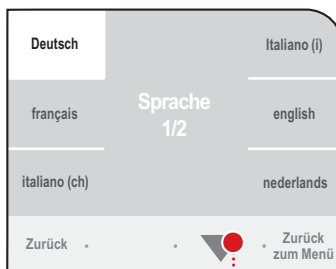 Deutsch
Italiano (i)
Sprache
1/2
français
english
italiano (ch)
nederlands
Zurück
Zurück
zum Menü